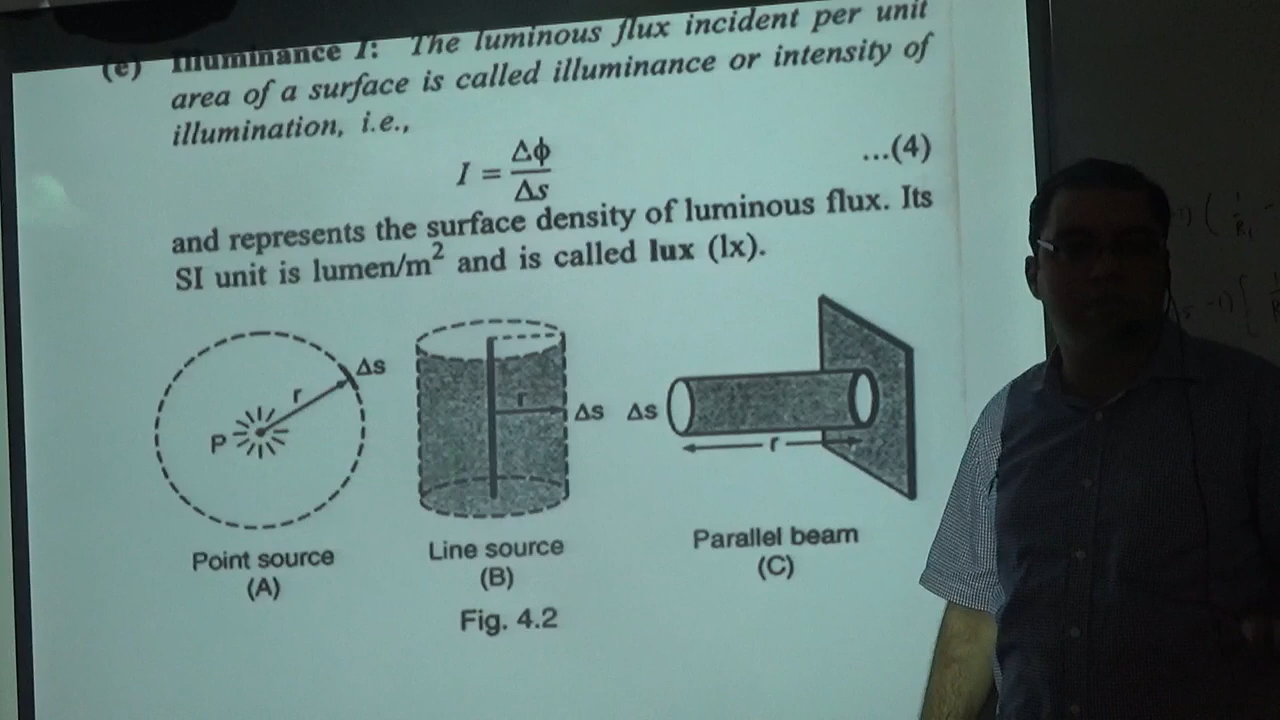 (e) Illuminance I: The luminous flux incident per unit
area of a surface is called illuminance or intensity of
illumination, i.e.,
I = Δϕ/Δs ...(4)
and represents the surface density of luminous flux. Its
SI unit is lumen/m² and is called lux (lx).
Δs
r
P
r
Δs
Δs
r
Point source
(A)
Line source
(B)
Parallel beam
(C)
Fig. 4.2